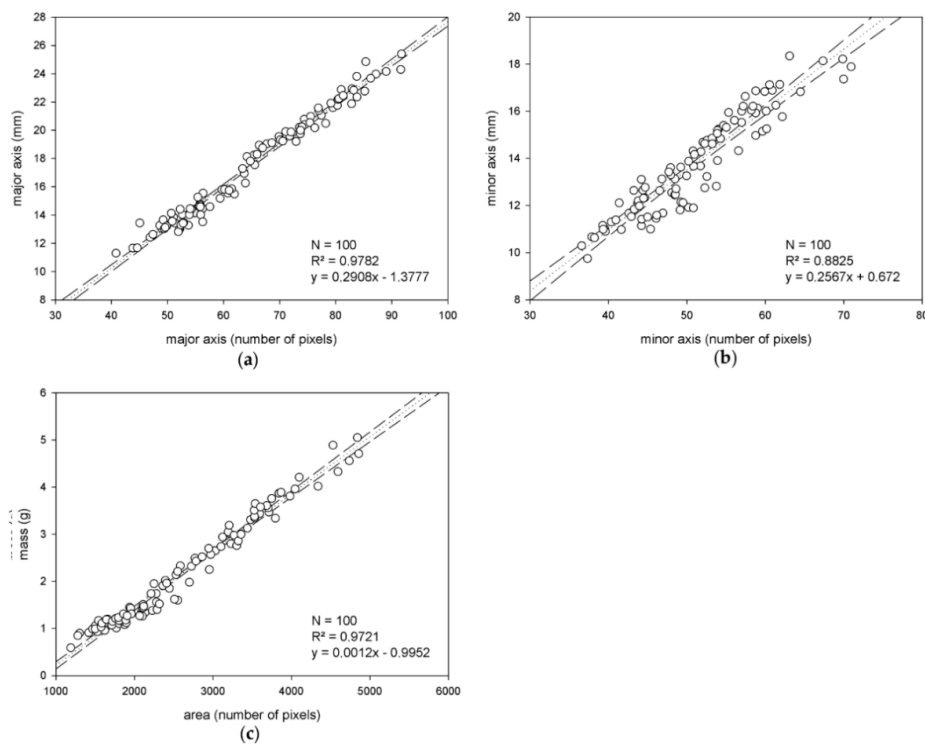 28
26
24
22
20
18
16
14
12
10
8
major axis (mm)
N = 100
R² = 0.9782
y = 0.2908x - 1.3777
30 40 50 60 70 80 90 100
major axis (number of pixels)
(a)
20
18
16
14
12
10
8
minor axis (mm)
N = 100
R² = 0.8825
y = 0.2567x + 0.672
30 40 50 60 70 80
minor axis (number of pixels)
(b)
6
5
4
3
2
1
0
mass (g)
N = 100
R² = 0.9721
y = 0.0012x - 0.9952
1000 2000 3000 4000 5000 6000
area (number of pixels)
(c)